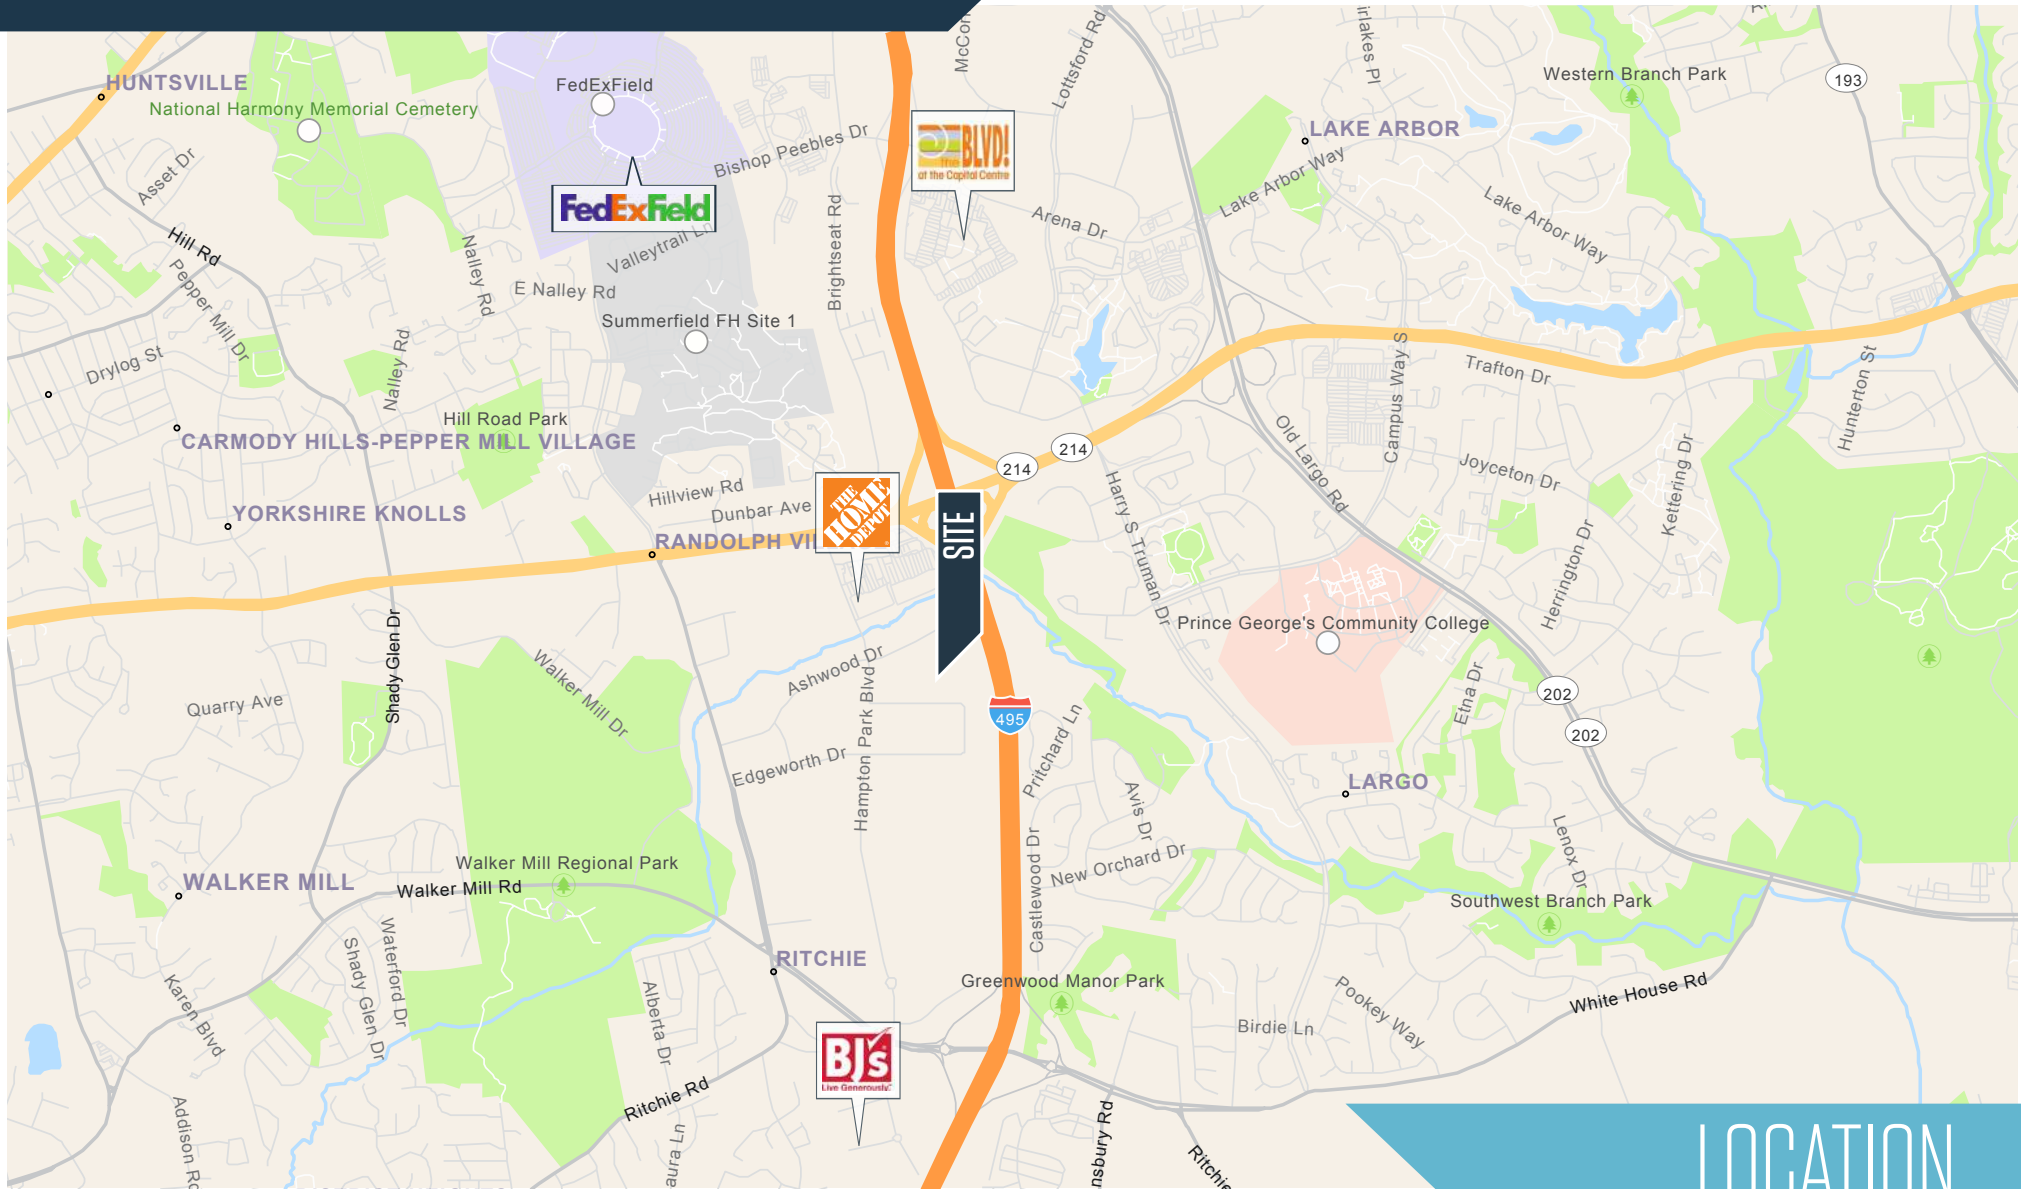 McCon
Lottsford Rd
irlakes Pl
HUNTSVILLE
National Harmony Memorial Cemetery
FedExField
Western Branch Park
193
Asset Dr
Bishop Peebles Dr
the BLVD!
at the Capital Centre
LAKE ARBOR
Lake Arbor Way
Lake Arbor Way
FedExField
Hill Rd
Pepper Mill Dr
Nalley Rd
Valleytrail Ln
E Nalley Rd
Brightseat Rd
Arena Dr
Summerfield FH Site 1
Drylog St
Nalley Rd
Hill Road Park
CARMODY HILLS-PEPPER MILL VILLAGE
Trafton Dr
Campus Way S
Hunterton St
214
214
Old Largo Rd
Joyceton Dr
Kettering Dr
Hillview Rd
Dunbar Ave
YORKSHIRE KNOLLS
RANDOLPH VI
THE
HOME
DEPOT
SITE
Harry S Truman Dr
Herrington Dr
Prince George's Community College
Shady Glen Dr
Walker Mill Dr
Ashwood Dr
Quarry Ave
Hampton Park Blvd
Edgeworth Dr
495
Pritchard Ln
Etna Dr
202
202
LARGO
Avis Dr
Lenox Dr
New Orchard Dr
Castlewood Dr
Walker Mill Regional Park
WALKER MILL
Walker Mill Rd
Southwest Branch Park
Waterford Dr
Shady Glen Dr
Karen Blvd
RITCHIE
Alberta Dr
Greenwood Manor Park
Pookey Way
White House Rd
Birdie Ln
BJ's
Live Generously
Ritchie Rd
Addison Rd
aura Ln
nsbury Rd
Ritchie
LOCATION